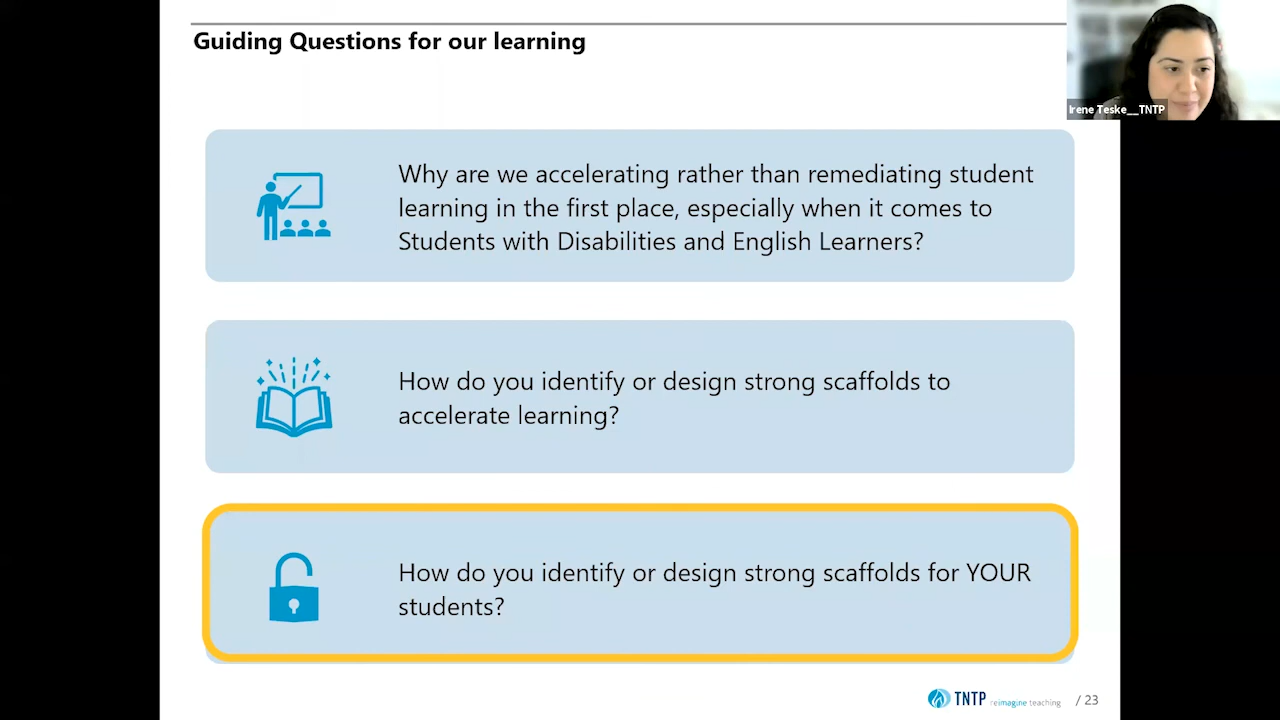 Guiding Questions for our learning
Irene Teske__TNTP
Why are we accelerating rather than remediating student
learning in the first place, especially when it comes to
Students with Disabilities and English Learners?
How do you identify or design strong scaffolds to
accelerate learning?
How do you identify or design strong scaffolds for YOUR
students?
TNTP reimagine teaching / 23